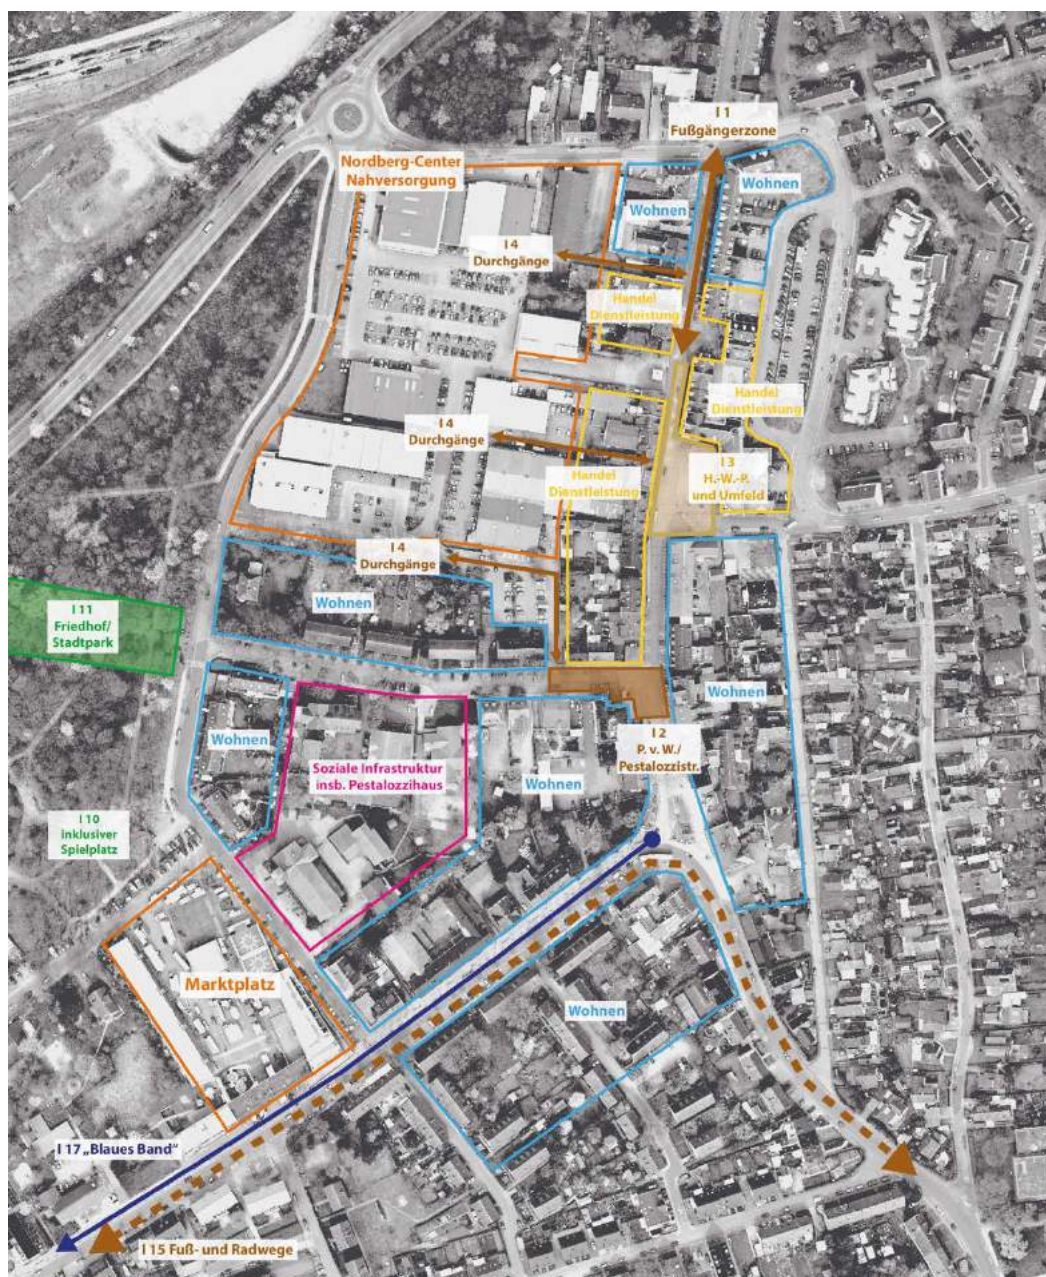 I 1
Fußgängerzone
Nordberg-Center
Nahversorgung
Wohnen
Wohnen
I 4
Durchgänge
Handel
Dienstleistung
Handel
Dienstleistung
I 4
Durchgänge
I 3
H.-W.-P.
und Umfeld
Handel
Dienstleistung
I 4
Durchgänge
Wohnen
I 11
Friedhof/
Stadtpark
Wohnen
Wohnen
I 2
P. v. W./
Pestalozzistr.
Soziale Infrastruktur
insb. Pestalozzihaus
Wohnen
I 10
inklusiver
Spielplatz
Marktplatz
Wohnen
I 17 „Blaues Band“
I 15 Fuß- und Radwege